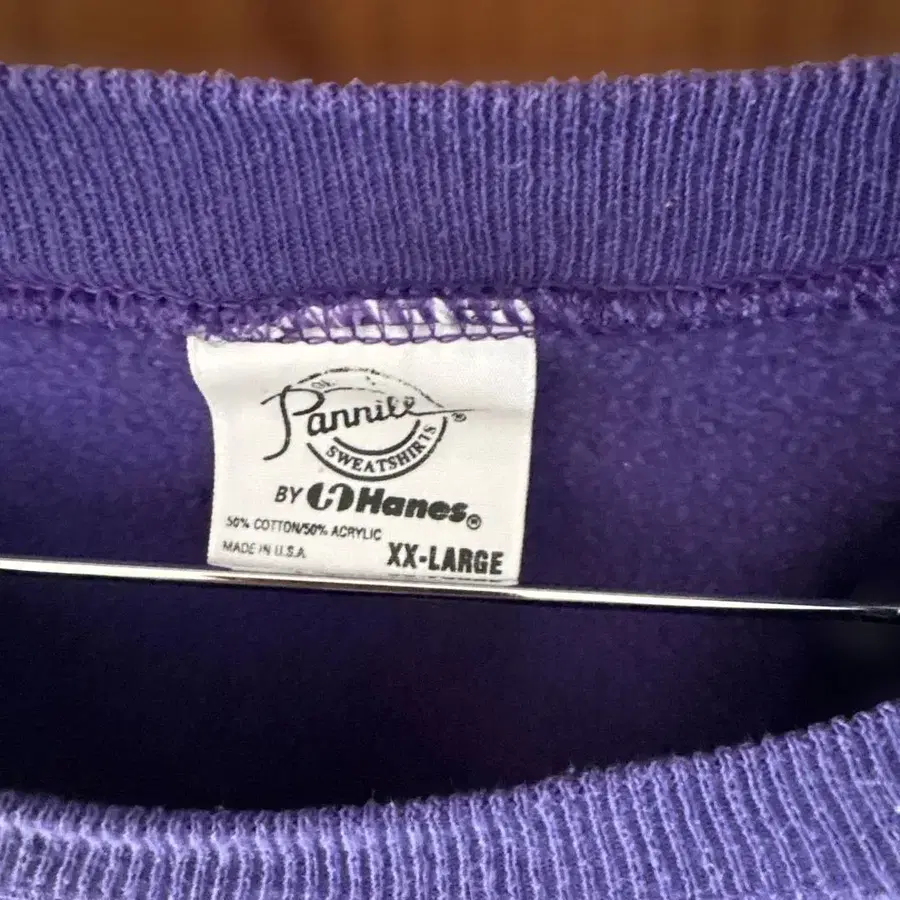 Pannill®
SWEATSHIRTS
BY Hanes®
50% COTTON/50% ACRYLIC
MADE IN U.S.A
XX-LARGE